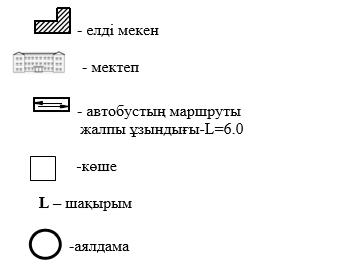 - елді мекен
- мектеп
- автобустың маршруты
жалпы ұзындығы-L=6.0
-көше
L – шақырым
-аялдама